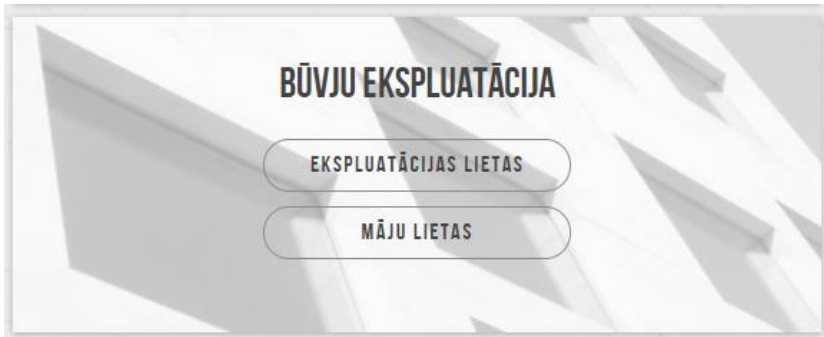 BŪVJU EKSPLUATĀCIJA
EKSPLUATĀCIJAS LIETAS
MĀJU LIETAS